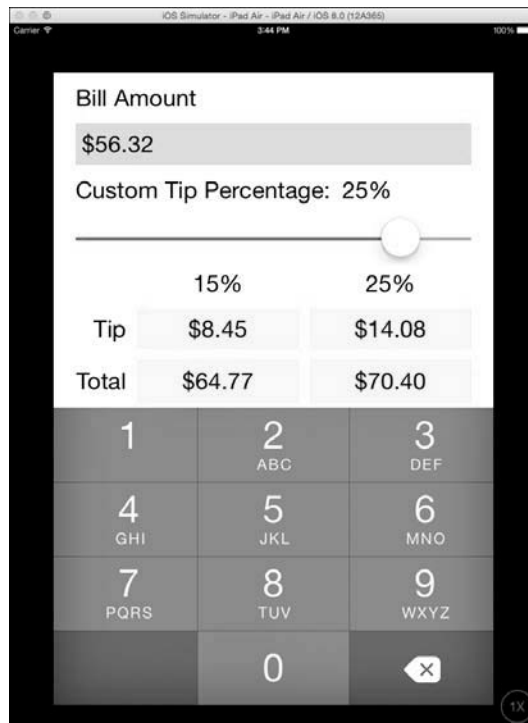 iOS Simulator - iPad Air - iPad Air / iOS 8.0 (12A365)
Carrier 3:44 PM 100%
Bill Amount
$56.32
Custom Tip Percentage: 25%
15% 25%
Tip $8.45 $14.08
Total $64.77 $70.40
1 2 3
ABC DEF
4 5 6
GHI JKL MNO
7 8 9
PQRS TUV WXYZ
0
1X